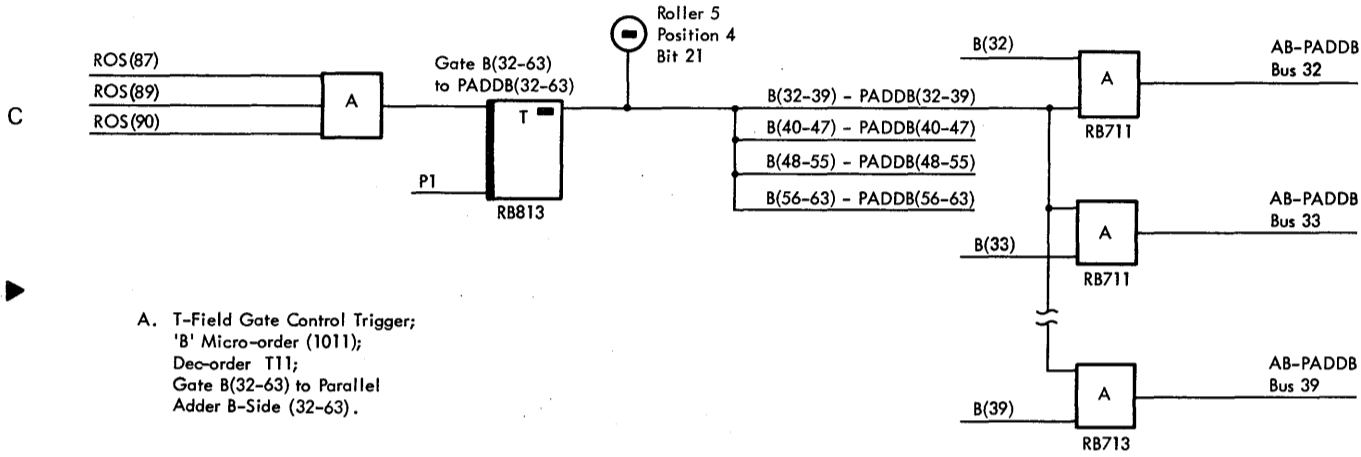 Roller 5
Position 4
Bit 21
ROS(87)
ROS(89)
ROS(90)
A
C
Gate B(32-63)
to PADDB(32-63)
T
P1
RB813
B(32-39) - PADDB(32-39)
B(40-47) - PADDB(40-47)
B(48-55) - PADDB(48-55)
B(56-63) - PADDB(56-63)
B(32)
A
RB711
AB-PADDB
Bus 32
B(33)
A
RB711
AB-PADDB
Bus 33
B(39)
A
RB713
AB-PADDB
Bus 39
A. T-Field Gate Control Trigger;
'B' Micro-order (1011);
Dec-order T11;
Gate B(32-63) to Parallel
Adder B-Side (32-63).